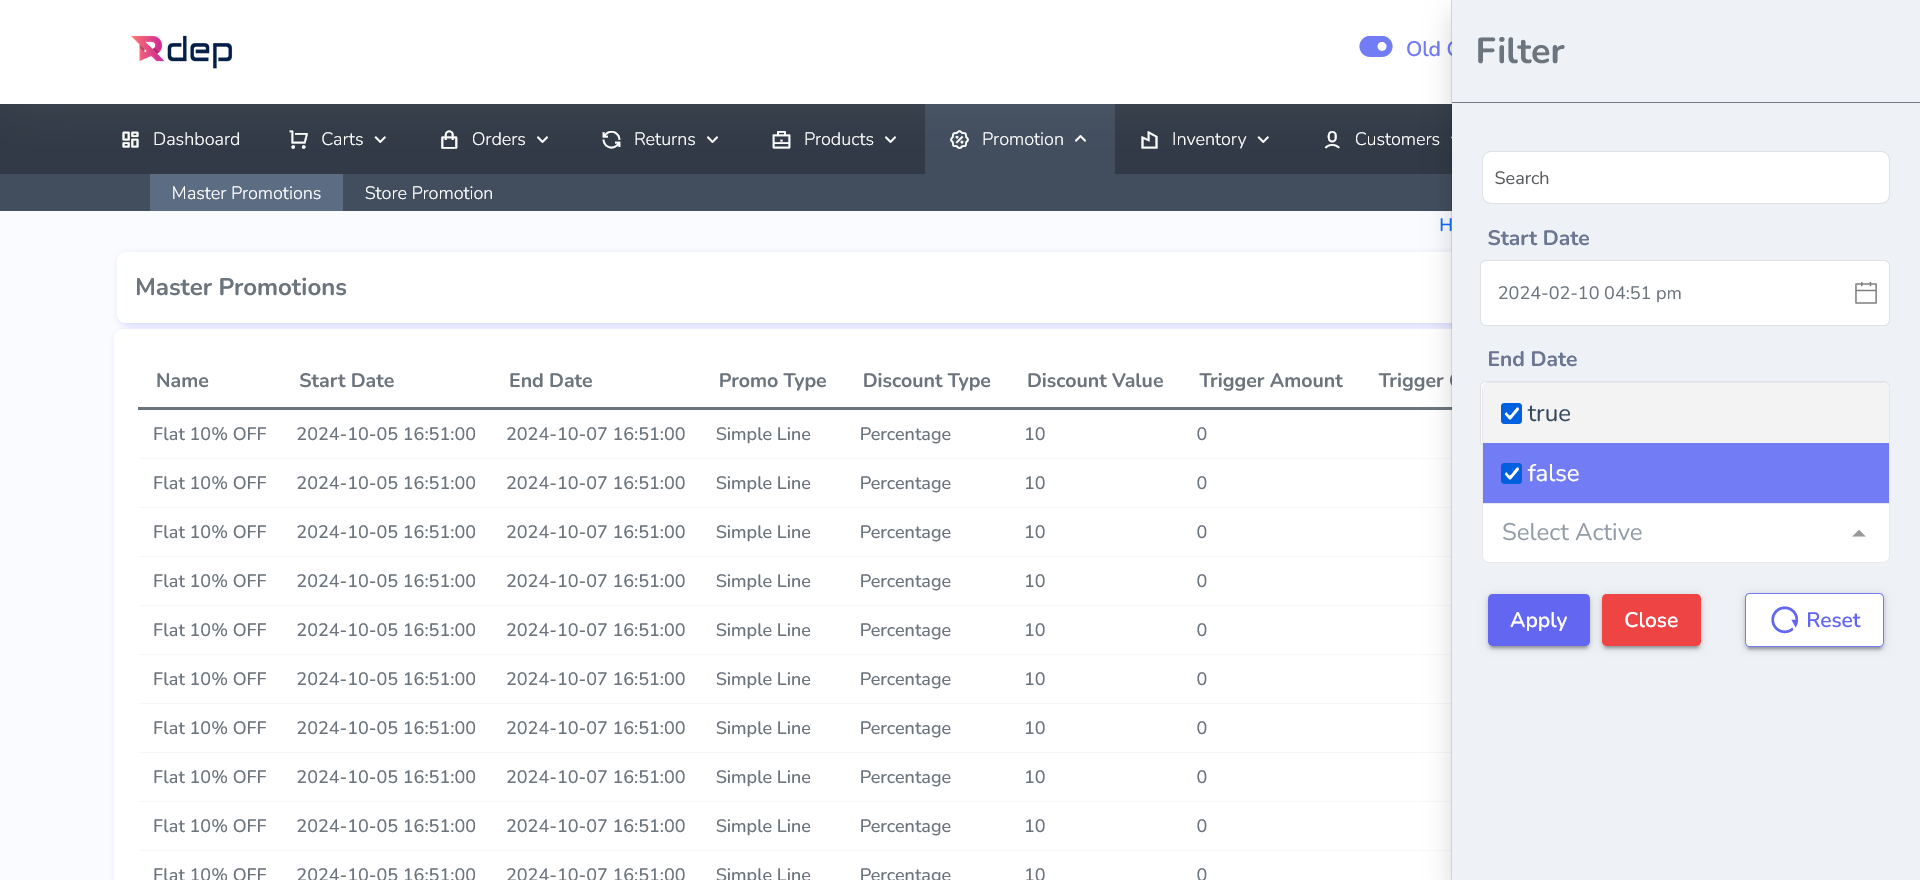 Rdep
Old
Filter
Dashboard Carts Orders Returns Products Promotion Inventory Customers
Master Promotions Store Promotion
Search
H
Start Date
2024-02-10 04:51 pm
End Date
true
false
Select Active
Apply Close Reset
Master Promotions
Name Start Date End Date Promo Type Discount Type Discount Value Trigger Amount Trigger
Flat 10% OFF 2024-10-05 16:51:00 2024-10-07 16:51:00 Simple Line Percentage 10 0
Flat 10% OFF 2024-10-05 16:51:00 2024-10-07 16:51:00 Simple Line Percentage 10 0
Flat 10% OFF 2024-10-05 16:51:00 2024-10-07 16:51:00 Simple Line Percentage 10 0
Flat 10% OFF 2024-10-05 16:51:00 2024-10-07 16:51:00 Simple Line Percentage 10 0
Flat 10% OFF 2024-10-05 16:51:00 2024-10-07 16:51:00 Simple Line Percentage 10 0
Flat 10% OFF 2024-10-05 16:51:00 2024-10-07 16:51:00 Simple Line Percentage 10 0
Flat 10% OFF 2024-10-05 16:51:00 2024-10-07 16:51:00 Simple Line Percentage 10 0
Flat 10% OFF 2024-10-05 16:51:00 2024-10-07 16:51:00 Simple Line Percentage 10 0
Flat 10% OFF 2024-10-05 16:51:00 2024-10-07 16:51:00 Simple Line Percentage 10 0
Flat 10% OFF 2024-10-05 16:51:00 2024-10-07 16:51:00 Simple Line Percentage 10 0